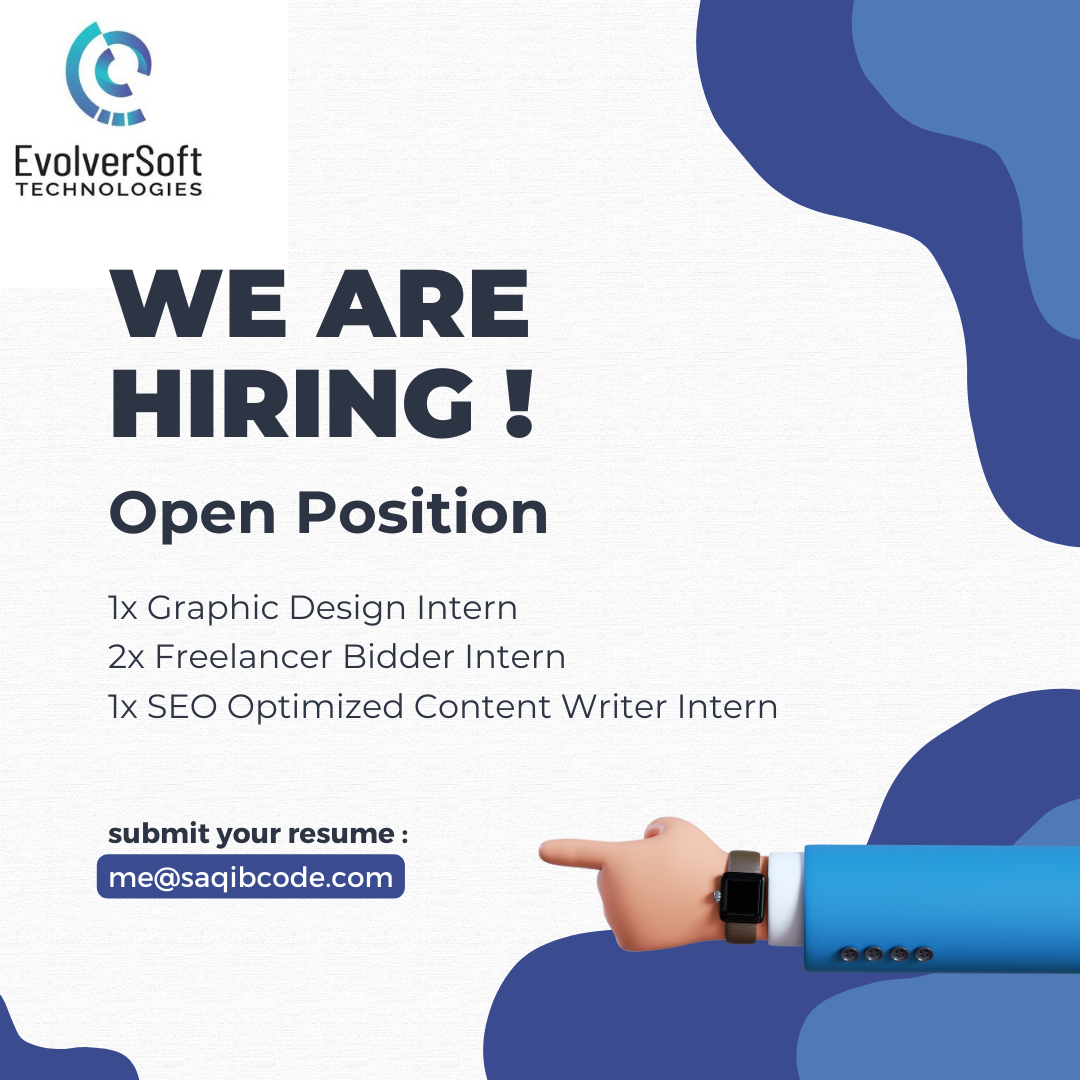 EvolverSoft
TECHNOLOGIES
WE ARE
HIRING !
Open Position
1x Graphic Design Intern
2x Freelancer Bidder Intern
1x SEO Optimized Content Writer Intern
submit your resume :
me@saqibcode.com